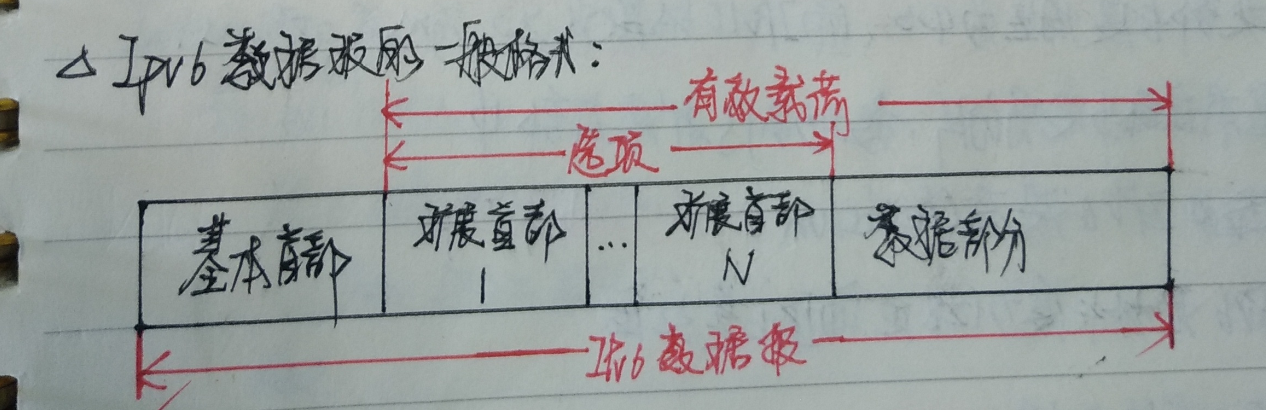 △ IPv6 数据报的一般格式:
有效载荷
选项
基本首部
扩展首部
1
...
扩展首部
N
数据部分
IPv6 数据报